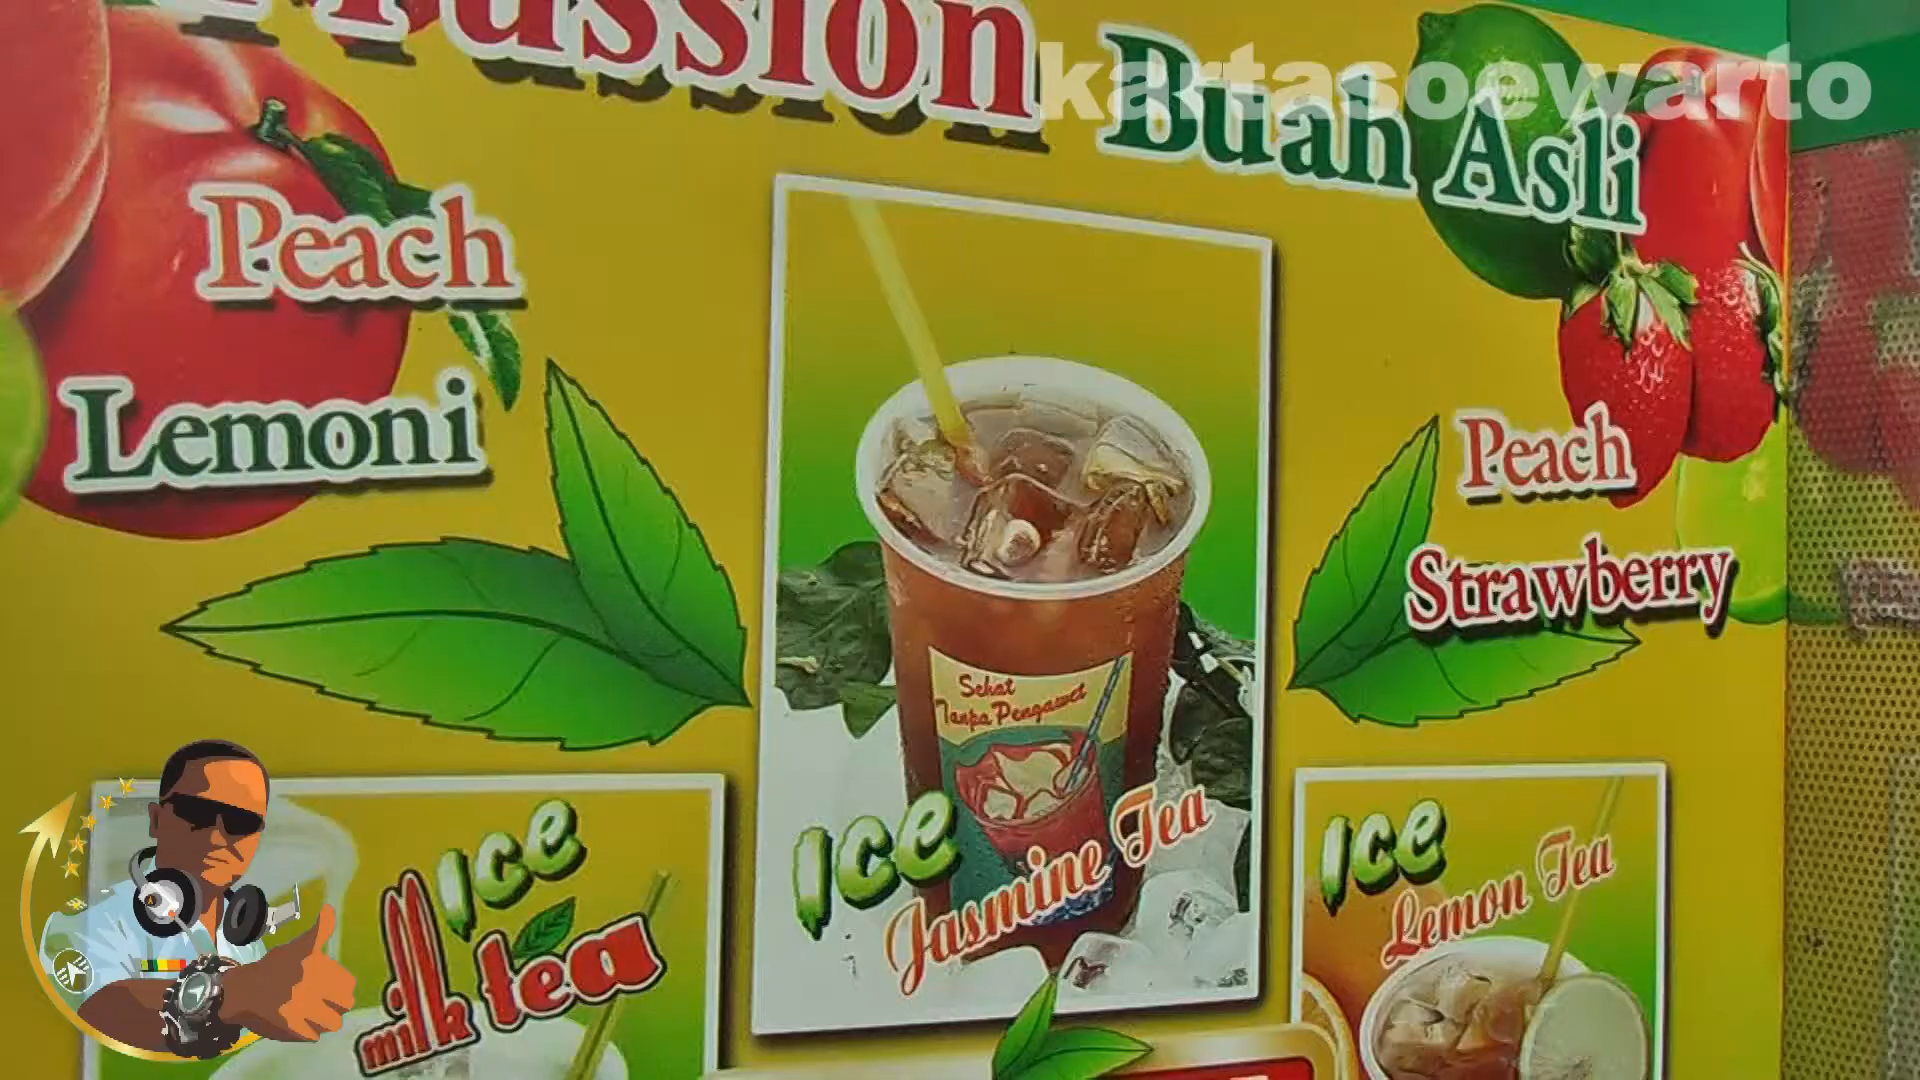 passion
kartasoewarto
Buah Asli
Peach
Lemoni
Peach
Strawberry
Sehat
Tanpa Pengawet
ICE
Jasmine Tea
ICE
milk tea
ICE
Lemon Tea